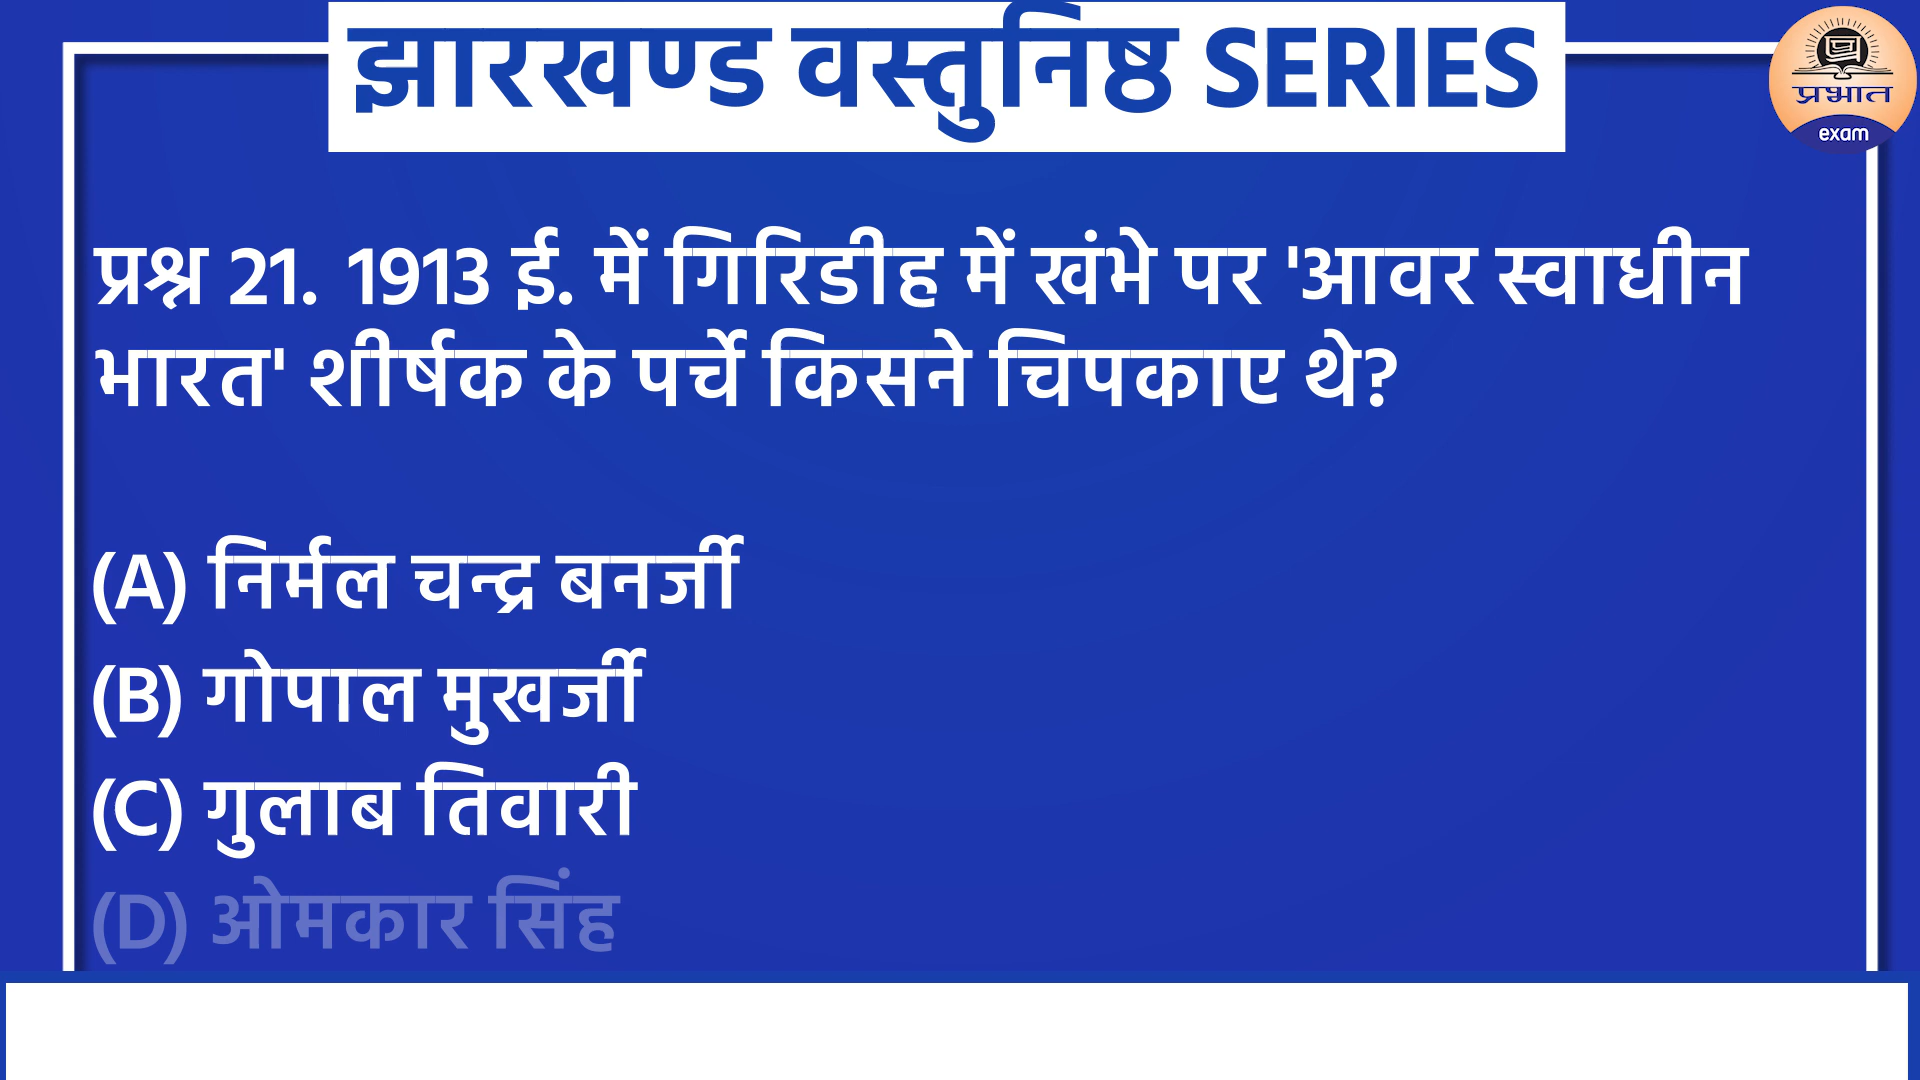 झारखण्ड वस्तुनिष्ठ SERIES
प्रभात
exam
प्रश्न 21. 1913 ई. में गिरिडीह में खंभे पर 'आवर स्वाधीन
भारत' शीर्षक के पर्चे किसने चिपकाए थे?
(A) निर्मल चन्द्र बनर्जी
(B) गोपाल मुखर्जी
(C) गुलाब तिवारी
(D) ओमकार सिंह